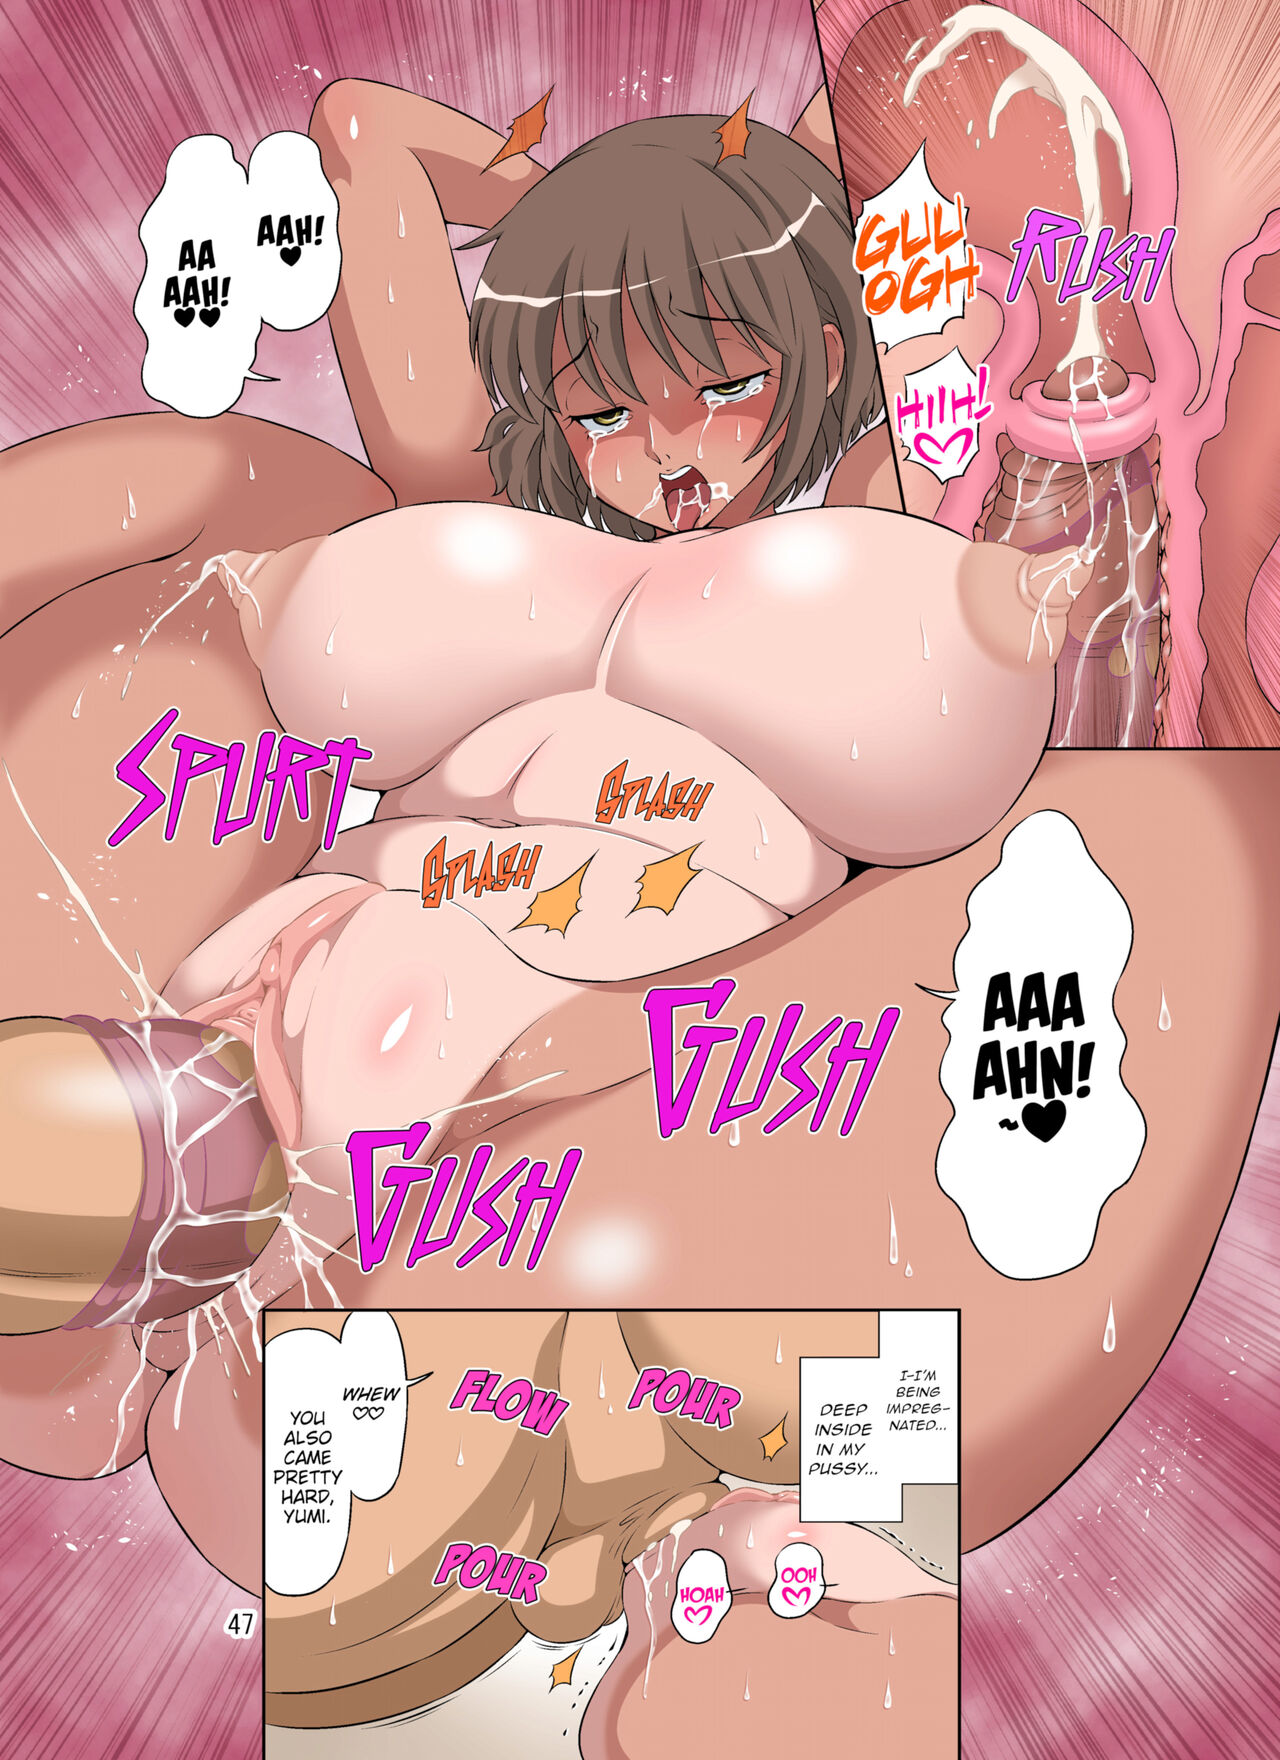 GUU
OGH
RUSH
HIIH!
AAH!
AA
AAH!
SPURT
SPLASH
SPLASH
AAA
AHN!
~
GUSH
GUSH
I-I'M
BEING
IMPREG-
NATED...
DEEP
INSIDE
IN MY
PUSSY...
POUR
FLOW
WHEW
YOU
ALSO
CAME
PRETTY
HARD,
YUMI.
POUR
OOH
HOAH
47